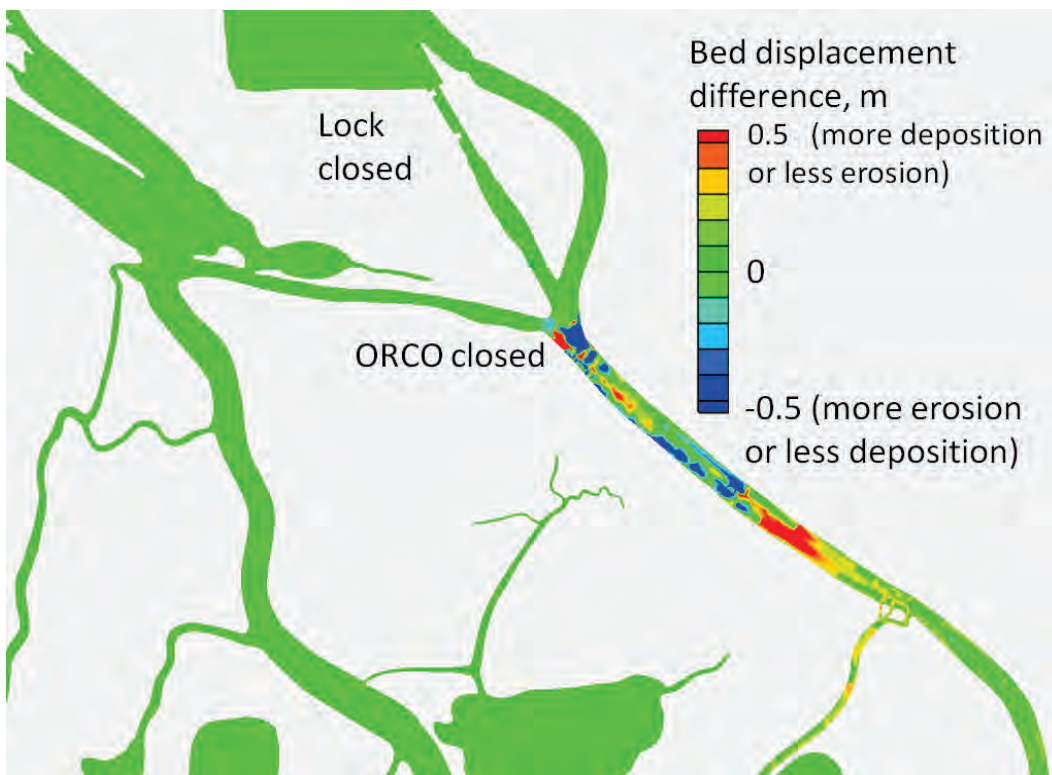 Bed displacement
difference, m
0.5 (more deposition
or less erosion)
Lock
closed
0
ORCO closed
-0.5 (more erosion
or less deposition)